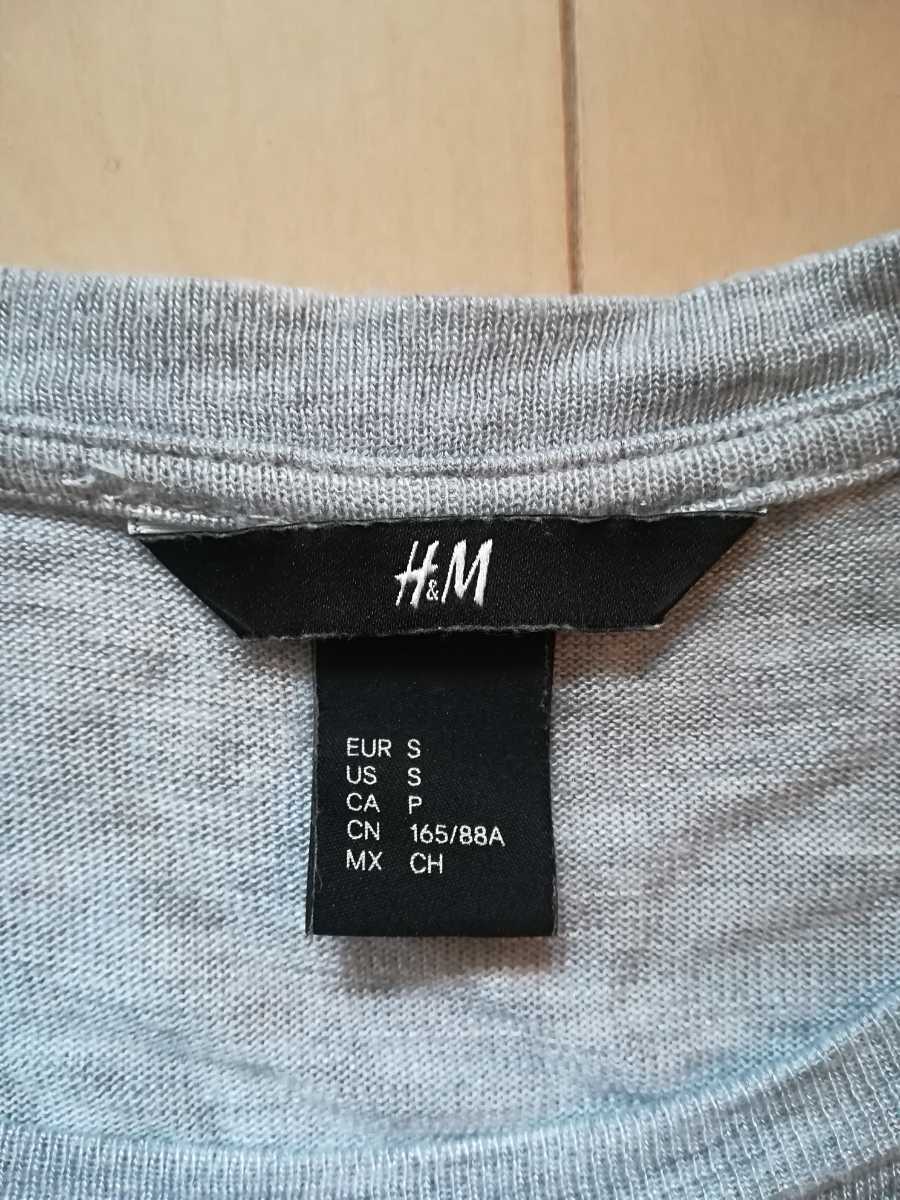 H&M
EUR S
US S
CA P
CN 165/88A
MX CH